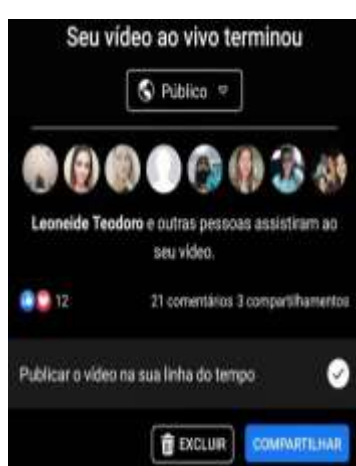 Seu vídeo ao vivo terminou
Público
Leoneide Teodoro e outras pessoas assistiram ao
seu vídeo.
12 21 comentários 3 compartilhamentos
Publicar o vídeo na sua linha do tempo
EXCLUIR COMPARTILHAR